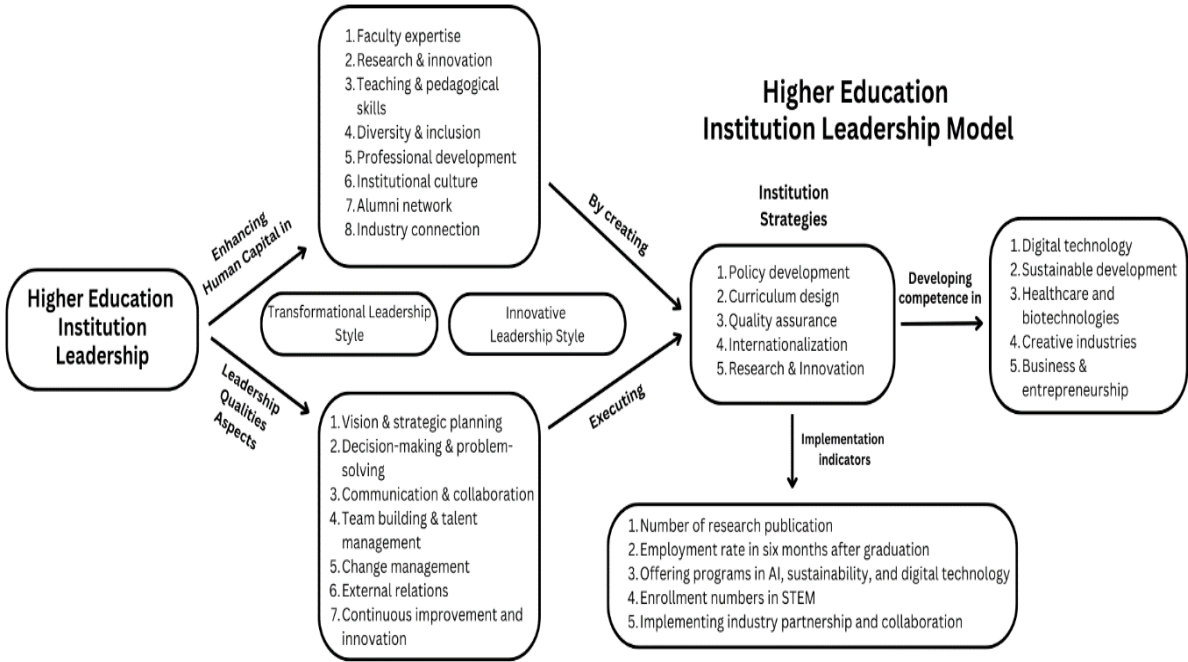 Higher Education
Institution Leadership Model
Higher Education
Institution
Leadership
Enhancing
Human Capital in
1. Faculty expertise
2. Research & innovation
3. Teaching & pedagogical
skills
4. Diversity & inclusion
5. Professional development
6. Institutional culture
7. Alumni network
8. Industry connection
Transformational Leadership
Style
Innovative
Leadership Style
Leadership
Qualities
Aspects
1. Vision & strategic planning
2. Decision-making & problem-
solving
3. Communication & collaboration
4. Team building & talent
management
5. Change management
6. External relations
7. Continuous improvement and
innovation
By creating
Executing
Institution
Strategies
1. Policy development
2. Curriculum design
3. Quality assurance
4. Internationalization
5. Research & Innovation
Developing
competence in
1. Digital technology
2. Sustainable development
3. Healthcare and
biotechnologies
4. Creative industries
5. Business &
entrepreneurship
Implementation
indicators
1. Number of research publication
2. Employment rate in six months after graduation
3. Offering programs in AI, sustainability, and digital technology
4. Enrollment numbers in STEM
5. Implementing industry partnership and collaboration